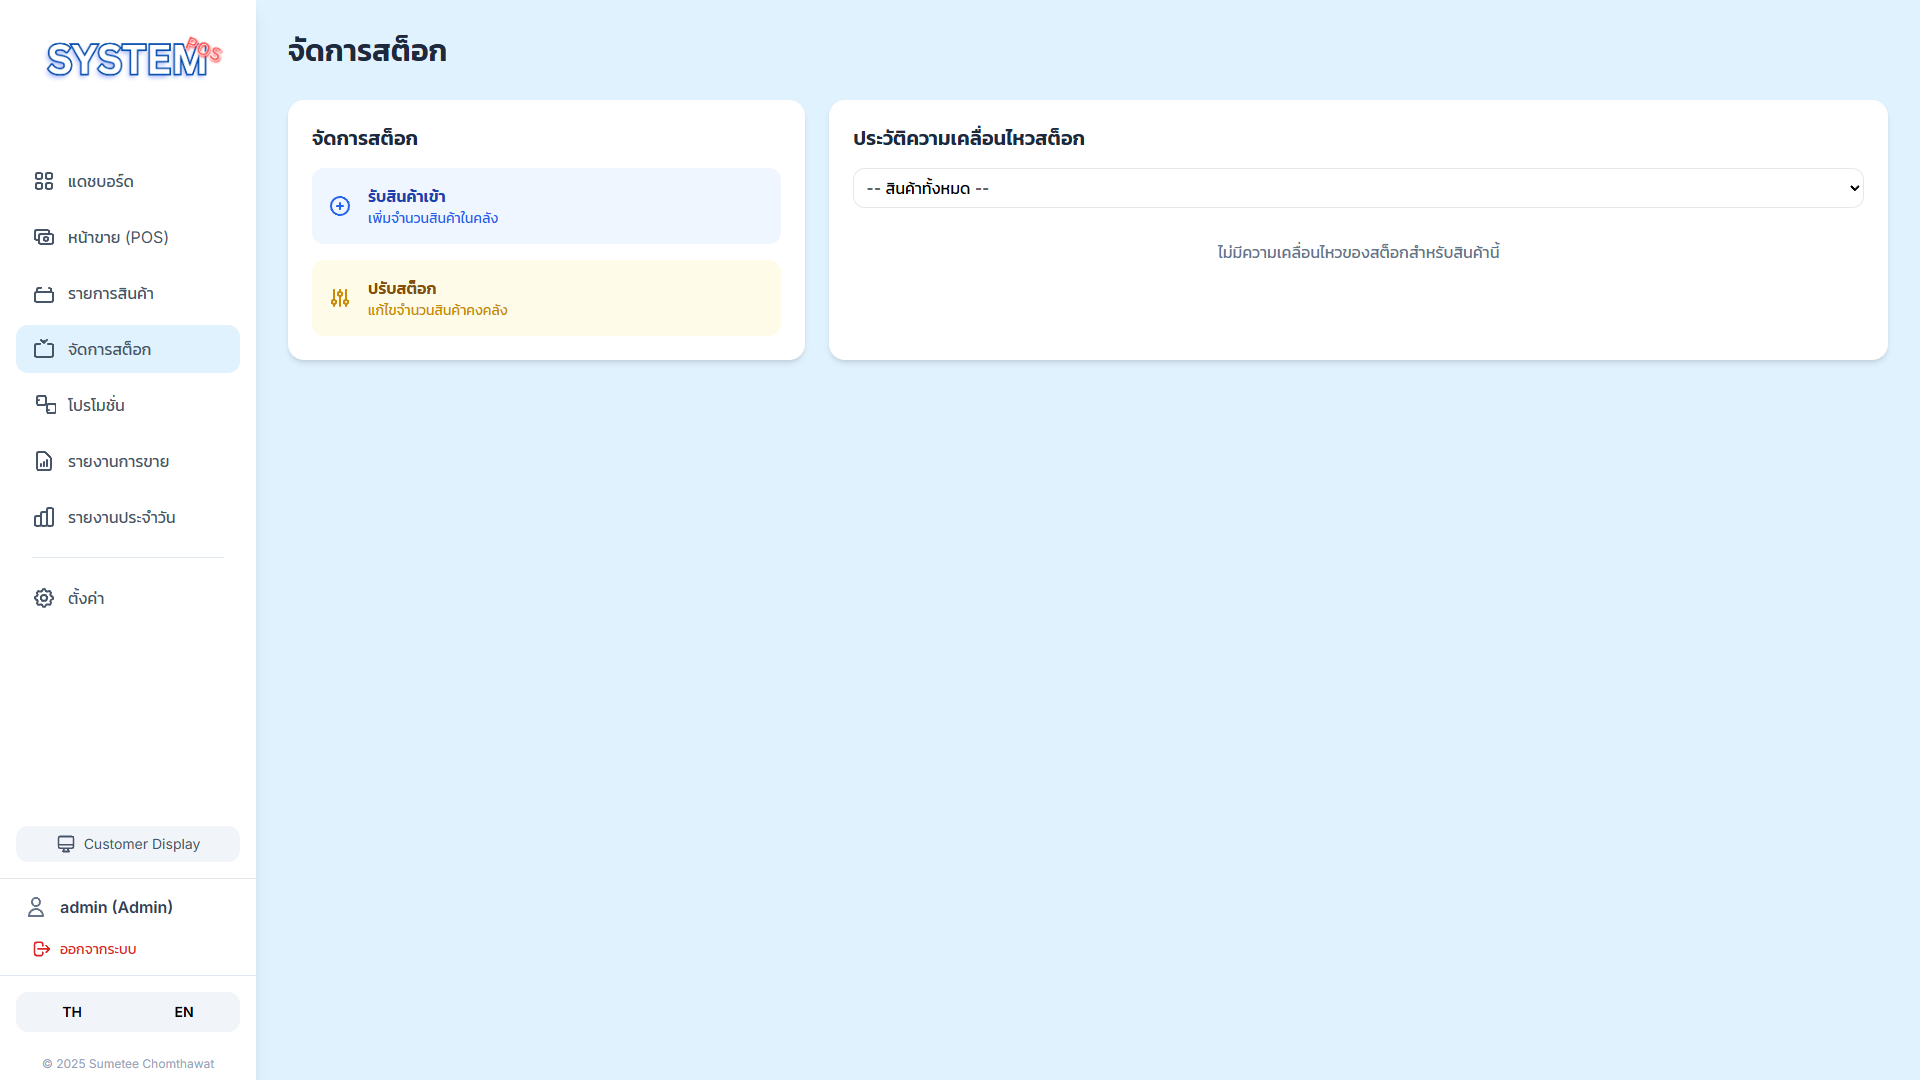 SYSTEM POS
แดชบอร์ด
หน้าขาย (POS)
รายการสินค้า
จัดการสต็อก
โปรโมชั่น
รายงานการขาย
รายงานประจำวัน
ตั้งค่า
Customer Display
admin (Admin)
ออกจากระบบ
TH EN
© 2025 Sumetee Chomthawat
จัดการสต็อก
จัดการสต็อก
รับสินค้าเข้า
เพิ่มจำนวนสินค้าในคลัง
ปรับสต็อก
แก้ไขจำนวนสินค้าคงคลัง
ประวัติความเคลื่อนไหวสต็อก
-- สินค้าทั้งหมด --
ไม่มีความเคลื่อนไหวของสต็อกสำหรับสินค้านี้